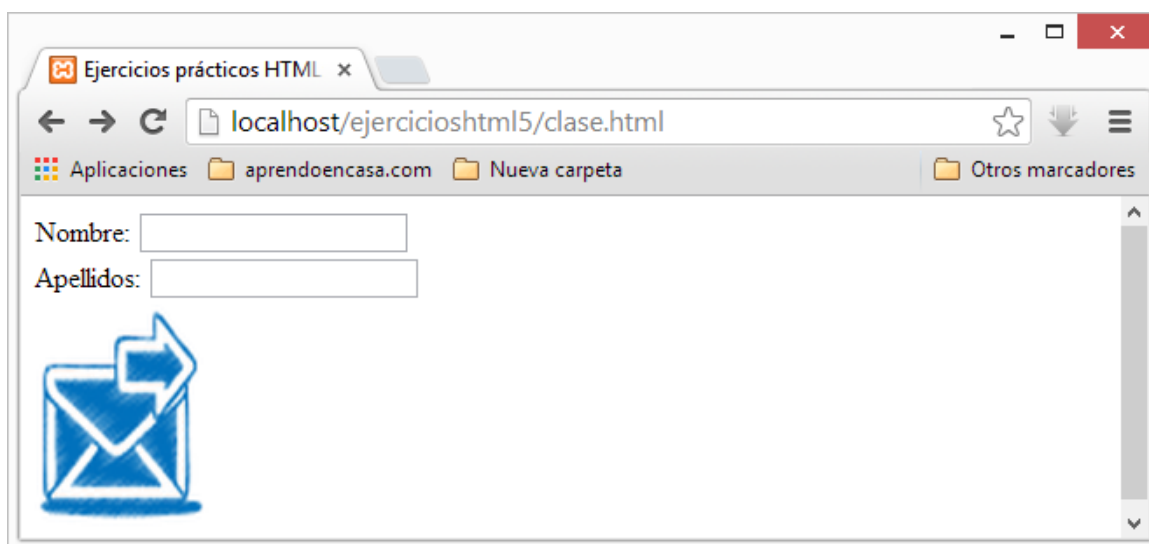 Ejercicios prácticos HTML
localhost/ejercicioshtml5/clase.html
Aplicaciones aprendoencasa.com Nueva carpeta Otros marcadores
Nombre:
Apellidos: